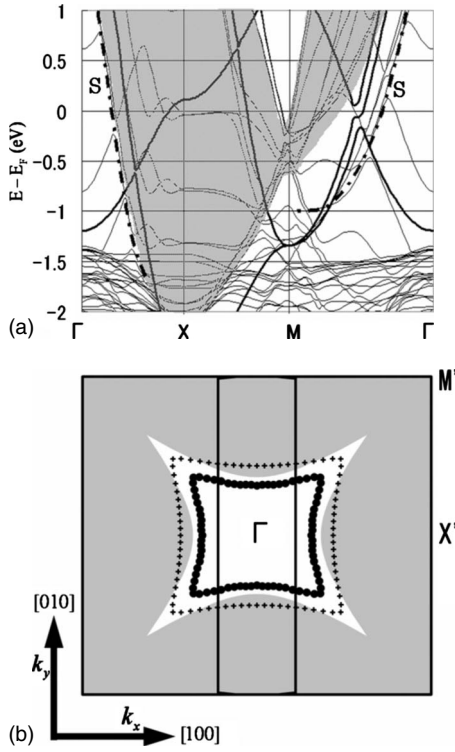 1
0.5
0
-0.5
-1
-1.5
-2
E − E_F (eV)
S
S
(a)
Γ X M Γ
M'
X'
Γ
[010]
k_y
k_x
[100]
(b)